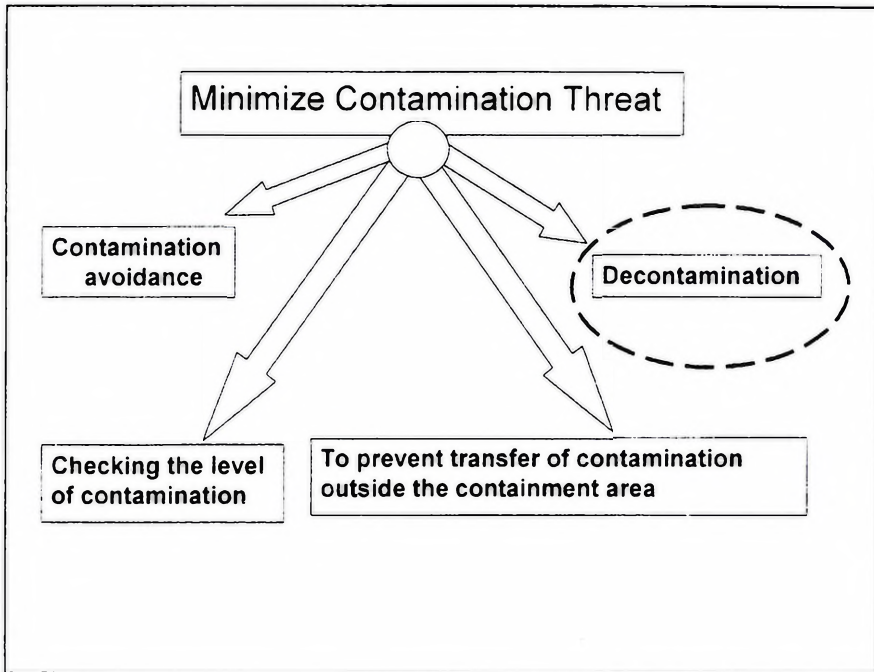 Minimize Contamination Threat
Contamination
avoidance
Decontamination
Checking the level
of contamination
To prevent transfer of contamination
outside the containment area